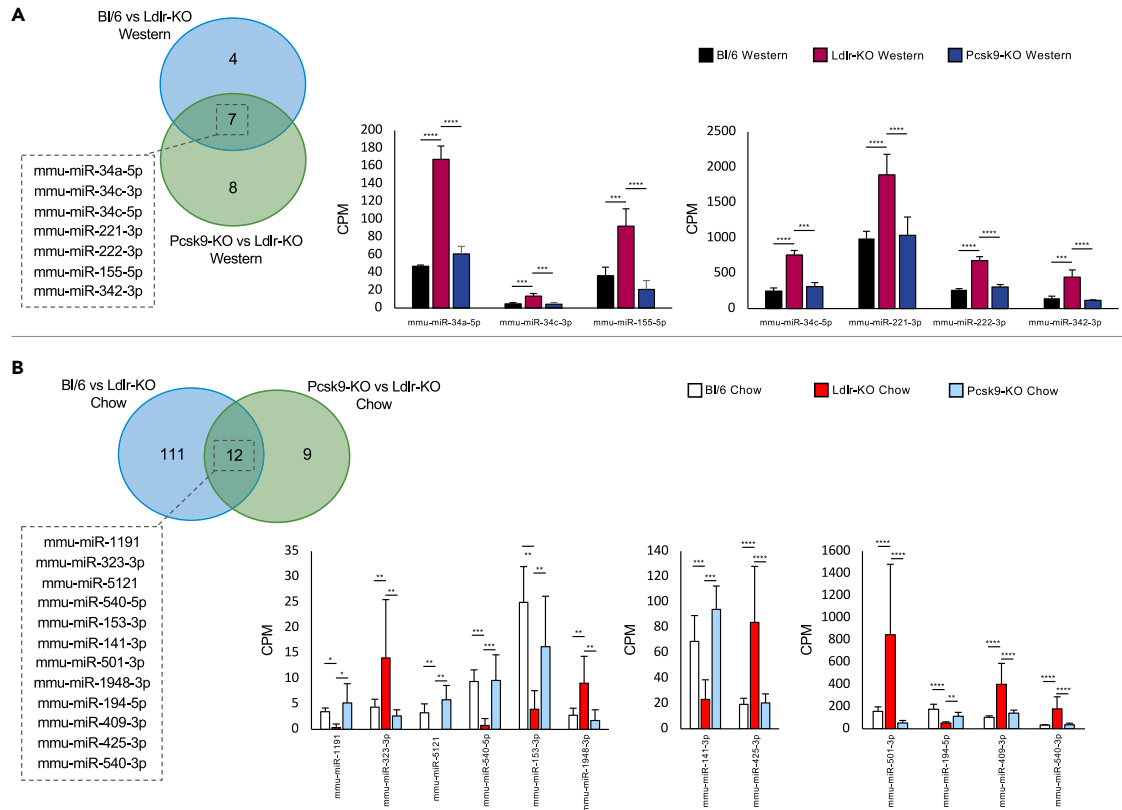 A
Bl/6 vs Ldlr-KO
Western
4
7
8
Pcsk9-KO vs Ldlr-KO
Western
mmu-miR-34a-5p
mmu-miR-34c-3p
mmu-miR-34c-5p
mmu-miR-221-3p
mmu-miR-222-3p
mmu-miR-155-5p
mmu-miR-342-3p
Bl/6 Western Ldlr-KO Western Pcsk9-KO Western
CPM
200
180
160
140
120
100
80
60
40
20
0
**** ****
*** ***
*** ****
mmu-miR-34a-5p mmu-miR-34c-3p mmu-miR-155-5p
CPM
2500
2000
1500
1000
500
0
**** ***
**** ****
**** ****
*** ****
mmu-miR-34c-5p mmu-miR-221-3p mmu-miR-222-3p mmu-miR-342-3p
B
Bl/6 vs Ldlr-KO
Chow
Pcsk9-KO vs Ldlr-KO
Chow
111 12 9
mmu-miR-1191
mmu-miR-323-3p
mmu-miR-5121
mmu-miR-540-5p
mmu-miR-153-3p
mmu-miR-141-3p
mmu-miR-501-3p
mmu-miR-1948-3p
mmu-miR-194-5p
mmu-miR-409-3p
mmu-miR-425-3p
mmu-miR-540-3p
Bl/6 Chow Ldlr-KO Chow Pcsk9-KO Chow
CPM
35
30
25
20
15
10
5
0
* *
** **
** **
*** ***
** **
** **
mmu-miR-1191 mmu-miR-323-3p mmu-miR-5121 mmu-miR-540-5p mmu-miR-153-3p mmu-miR-1948-3p
140
120
100
80
60
40
20
0
*** ***
**** ****
mmu-miR-141-3p mmu-miR-425-3p
1600
1400
1200
1000
800
600
400
200
0
**** ****
**** **
**** ****
**** ****
mmu-miR-501-3p mmu-miR-194-5p mmu-miR-409-3p mmu-miR-540-3p